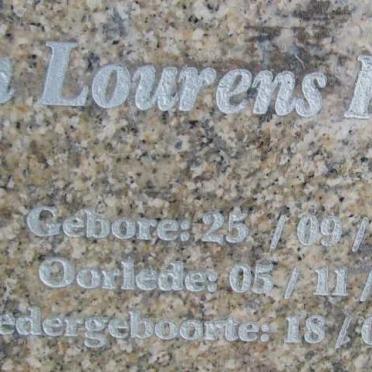 Lourens
Gebore: 25 / 09 /
Oorlede: 05 / 11 /
edergeboorte: 18 /